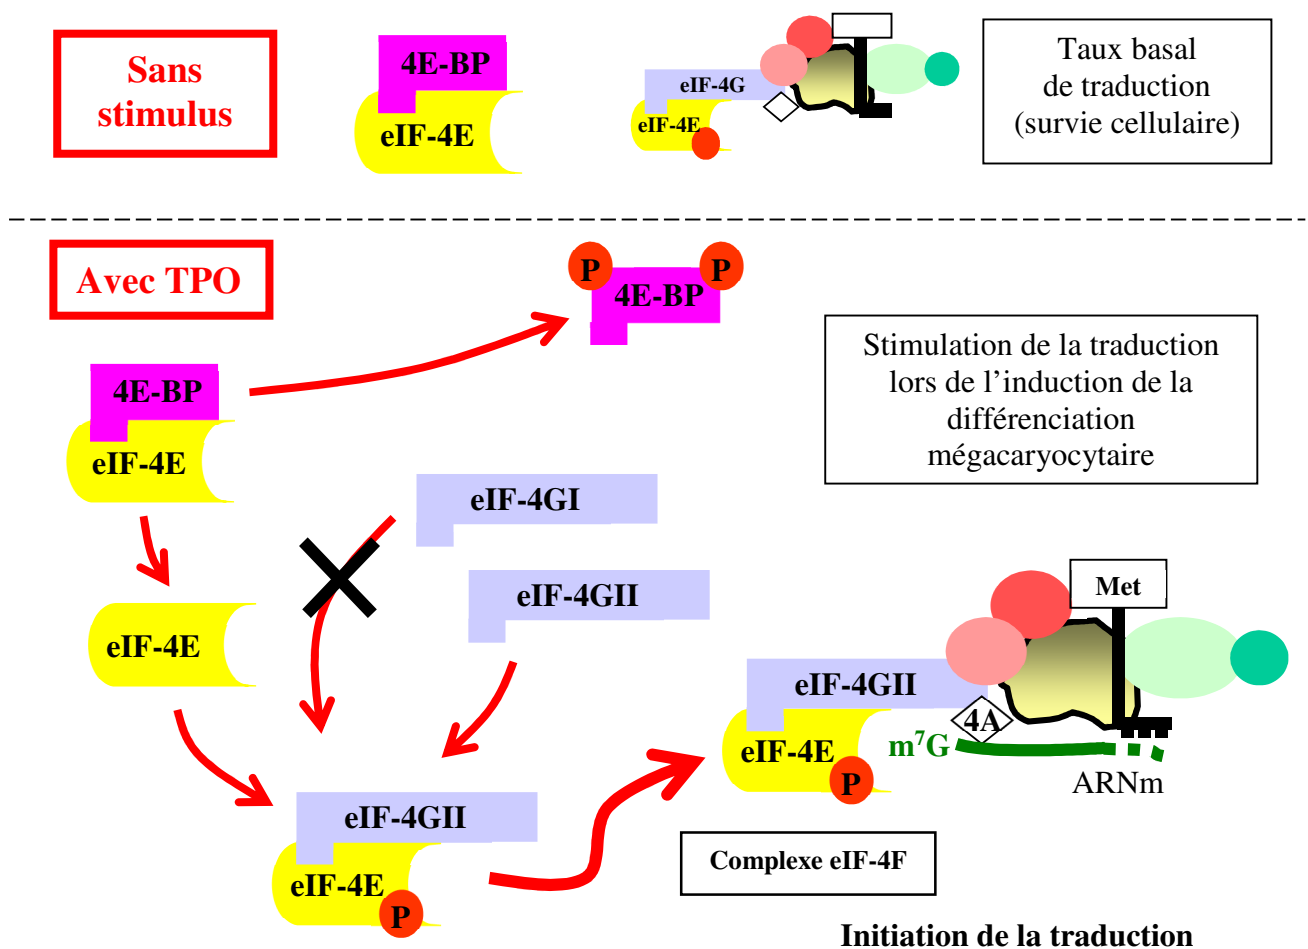 Sans
stimulus
4E-BP
eIF-4E
eIF-4G
eIF-4E
Taux basal
de traduction
(survie cellulaire)
Avec TPO
P
P
4E-BP
4E-BP
eIF-4E
Stimulation de la traduction
lors de l’induction de la
différenciation
mégacaryocytaire
eIF-4GI
eIF-4GII
eIF-4E
Met
eIF-4GII
4A
eIF-4E
P
m⁷G
ARNm
eIF-4GII
eIF-4E
P
Complexe eIF-4F
Initiation de la traduction